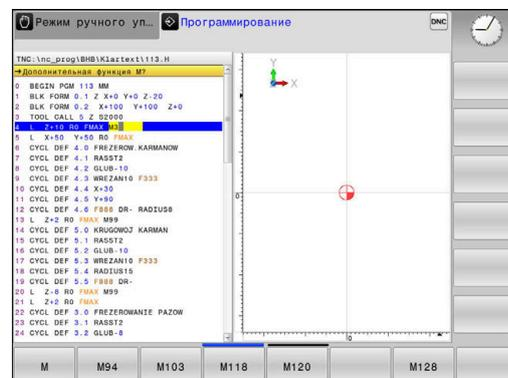 Режим ручного уп...
Программирование
DNC
TNC:\nc_prog\BHB\Klartext\113.H
→Дополнительная функция M?
0 BEGIN PGM 113 MM
1 BLK FORM 0.1 Z X+0 Y+0 Z-20
2 BLK FORM 0.2 X+100 Y+100 Z+0
3 TOOL CALL 5 Z S2000
4 L Z+10 R0 FMAX M3
5 L X+50 Y+50 R0 FMAX
6 CYCL DEF 4.0 FREZEROW.KARMANOW
7 CYCL DEF 4.1 RASST2
8 CYCL DEF 4.2 GLUB-10
9 CYCL DEF 4.3 WREZAN10 F333
10 CYCL DEF 4.4 X+30
11 CYCL DEF 4.5 Y+90
12 CYCL DEF 4.6 F888 DR- RADIUS8
13 L Z+2 R0 FMAX M99
14 CYCL DEF 5.0 KRUGOWOJ KARMAN
15 CYCL DEF 5.1 RASST2
16 CYCL DEF 5.2 GLUB-10
17 CYCL DEF 5.3 WREZAN10 F333
18 CYCL DEF 5.4 RADIUS15
19 CYCL DEF 5.5 F888 DR-
20 L Z-8 R0 FMAX M99
21 L Z+2 R0 FMAX
22 CYCL DEF 3.0 FREZEROWANIE PAZOW
23 CYCL DEF 3.1 RASST2
24 CYCL DEF 3.2 GLUB-8
Y
X
0
0
M M94 M103 M118 M120 M128